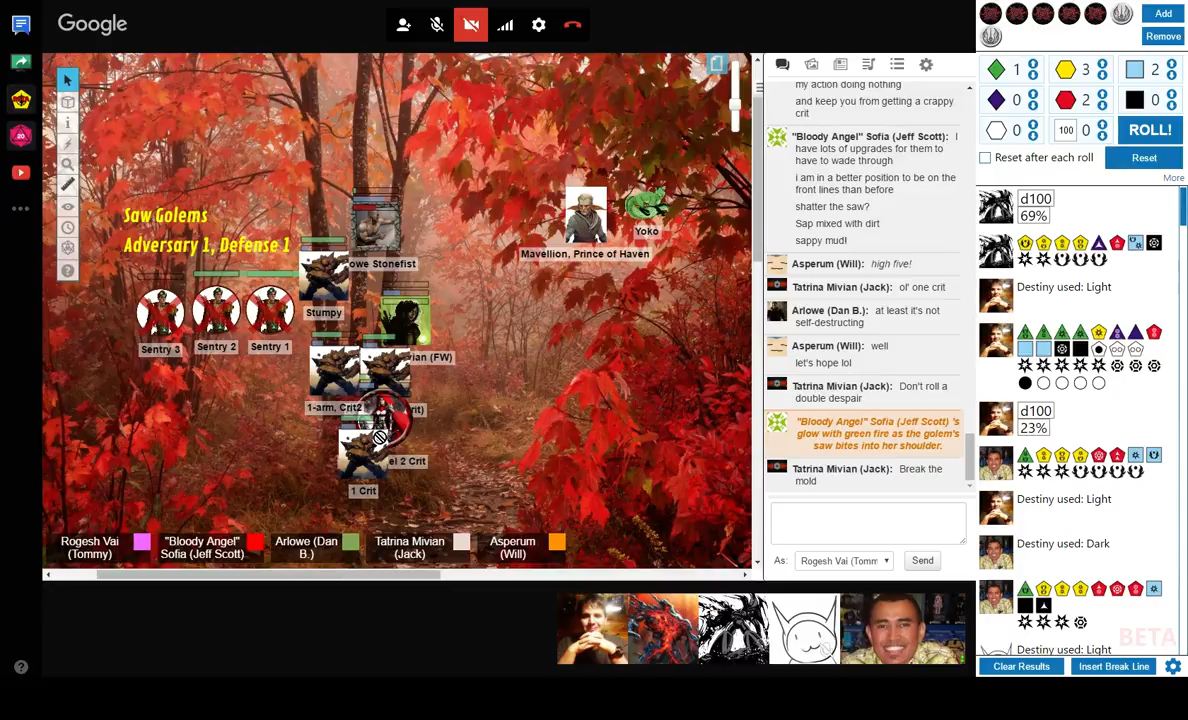 Google
Saw Golems
Adversary 1, Defense 1
Sentry 3
Sentry 2
Sentry 1
owe Stonefist
Stumpy
vian (FW)
1-arm, Crit2
rit)
el 2 Crit
1 Crit
Mavellion, Prince of Haven
Yoko
Rogesh Vai
(Tommy)
"Bloody Angel"
Sofia (Jeff Scott)
Arlowe (Dan
B.)
Tatrina Mivian
(Jack)
Asperum
(Will)
my action doing nothing
and keep you from getting a crappy
crit
"Bloody Angel" Sofia (Jeff Scott): I
have lots of upgrades for them to
have to wade through
i am in a better position to be on the
front lines than before
shatter the saw?
Sap mixed with dirt
sappy mud!
Asperum (Will): high five!
Tatrina Mivian (Jack): ol' one crit
Arlowe (Dan B.): at least it's not
self-destructing
Asperum (Will): well
let's hope lol
Tatrina Mivian (Jack): Don't roll a
double despair
"Bloody Angel" Sofia (Jeff Scott) 's
glow with green fire as the golem's
saw bites into her shoulder.
Tatrina Mivian (Jack): Break the
mold
As:
Rogesh Vai (Tomm
Send
Add
Remove
1
3
2
0
2
0
0
100
0
ROLL!
Reset after each roll
Reset
More
d100
69%
Destiny used: Light
d100
23%
Destiny used: Light
Destiny used: Dark
Destiny used: Light
BETA
Clear Results
Insert Break Line
20